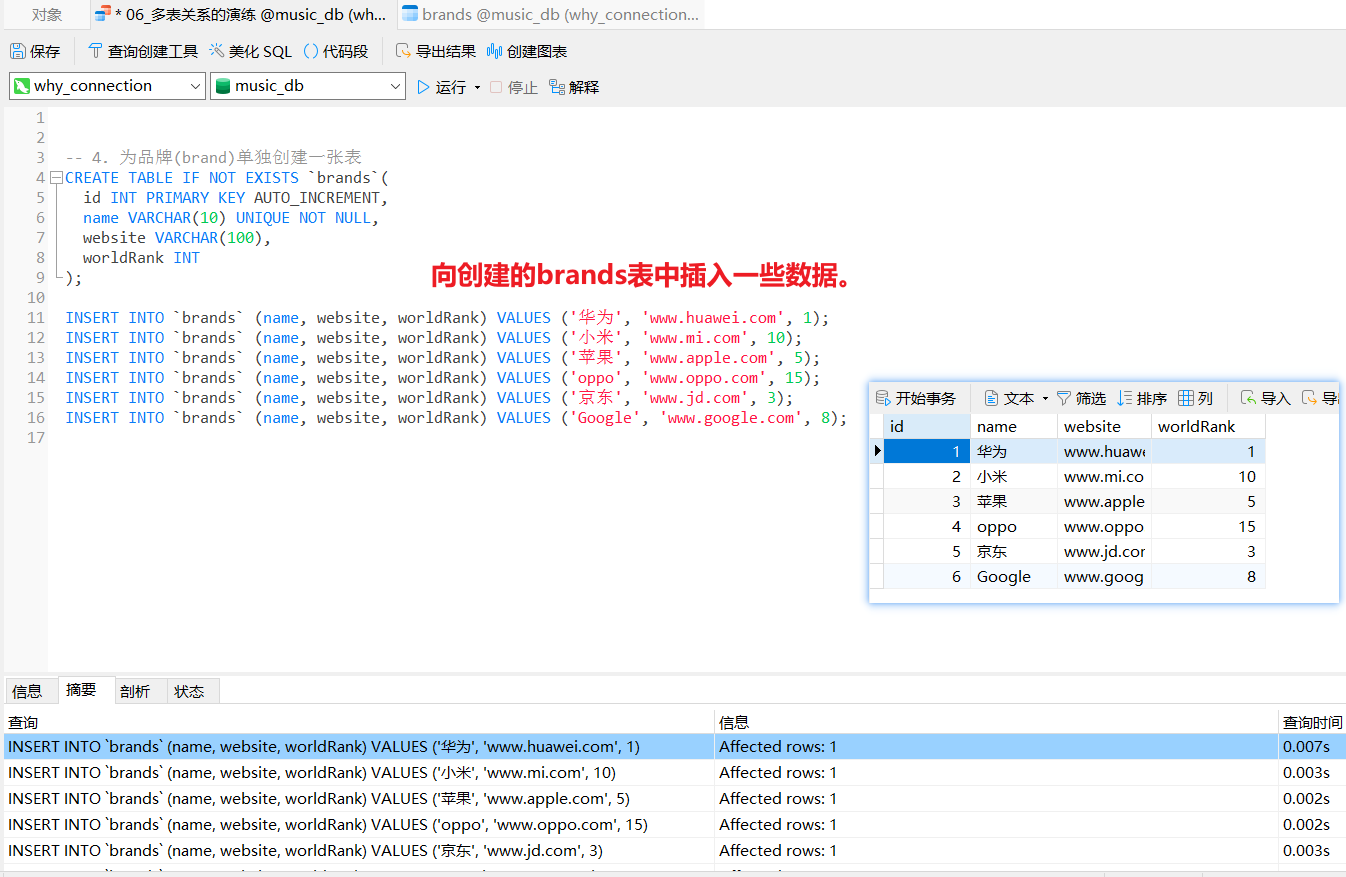 对象 * 06_多表关系的演练 @music_db (wh... brands @music_db (why_connection...
保存 查询创建工具 美化 SQL () 代码段 导出结果 创建图表
why_connection music_db 运行 停止 解释
1
2
3 -- 4. 为品牌(brand)单独创建一张表
4 CREATE TABLE IF NOT EXISTS `brands`(
5 id INT PRIMARY KEY AUTO_INCREMENT,
6 name VARCHAR(10) UNIQUE NOT NULL,
7 website VARCHAR(100),
8 worldRank INT
9 );
向创建的brands表中插入一些数据。
10
11 INSERT INTO `brands` (name, website, worldRank) VALUES ('华为', 'www.huawei.com', 1);
12 INSERT INTO `brands` (name, website, worldRank) VALUES ('小米', 'www.mi.com', 10);
13 INSERT INTO `brands` (name, website, worldRank) VALUES ('苹果', 'www.apple.com', 5);
14 INSERT INTO `brands` (name, website, worldRank) VALUES ('oppo', 'www.oppo.com', 15);
15 INSERT INTO `brands` (name, website, worldRank) VALUES ('京东', 'www.jd.com', 3);
16 INSERT INTO `brands` (name, website, worldRank) VALUES ('Google', 'www.google.com', 8);
17
开始事务 文本 筛选 排序 列 导入 导
id name website worldRank
1 华为 www.huawe 1
2 小米 www.mi.co 10
3 苹果 www.apple 5
4 oppo www.oppo 15
5 京东 www.jd.cor 3
6 Google www.goog 8
信息 摘要 剖析 状态
查询 信息 查询时间
INSERT INTO `brands` (name, website, worldRank) VALUES ('华为', 'www.huawei.com', 1) Affected rows: 1 0.007s
INSERT INTO `brands` (name, website, worldRank) VALUES ('小米', 'www.mi.com', 10) Affected rows: 1 0.003s
INSERT INTO `brands` (name, website, worldRank) VALUES ('苹果', 'www.apple.com', 5) Affected rows: 1 0.002s
INSERT INTO `brands` (name, website, worldRank) VALUES ('oppo', 'www.oppo.com', 15) Affected rows: 1 0.002s
INSERT INTO `brands` (name, website, worldRank) VALUES ('京东', 'www.jd.com', 3) Affected rows: 1 0.003s